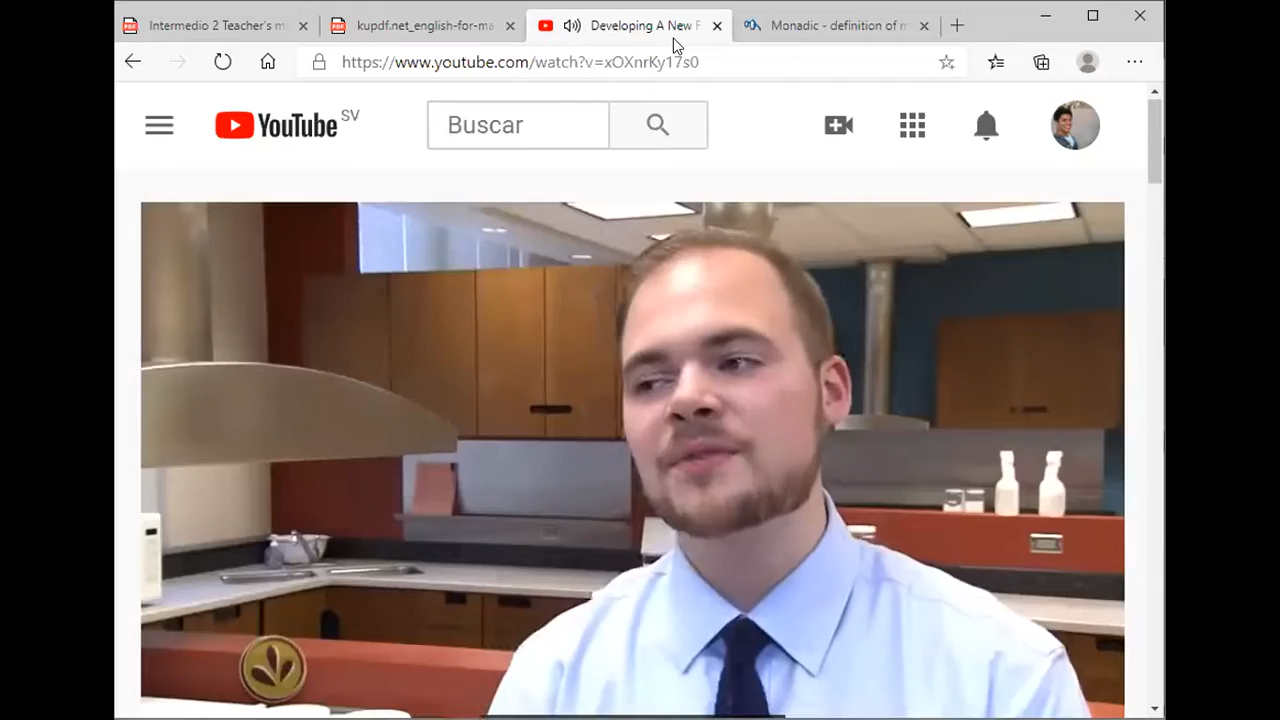 Intermedio 2 Teacher's m
kupdf.net_english-for-ma
Developing A New F
Monadic - definition of m
https://www.youtube.com/watch?v=xOXnrKy17s0
YouTube SV
Buscar